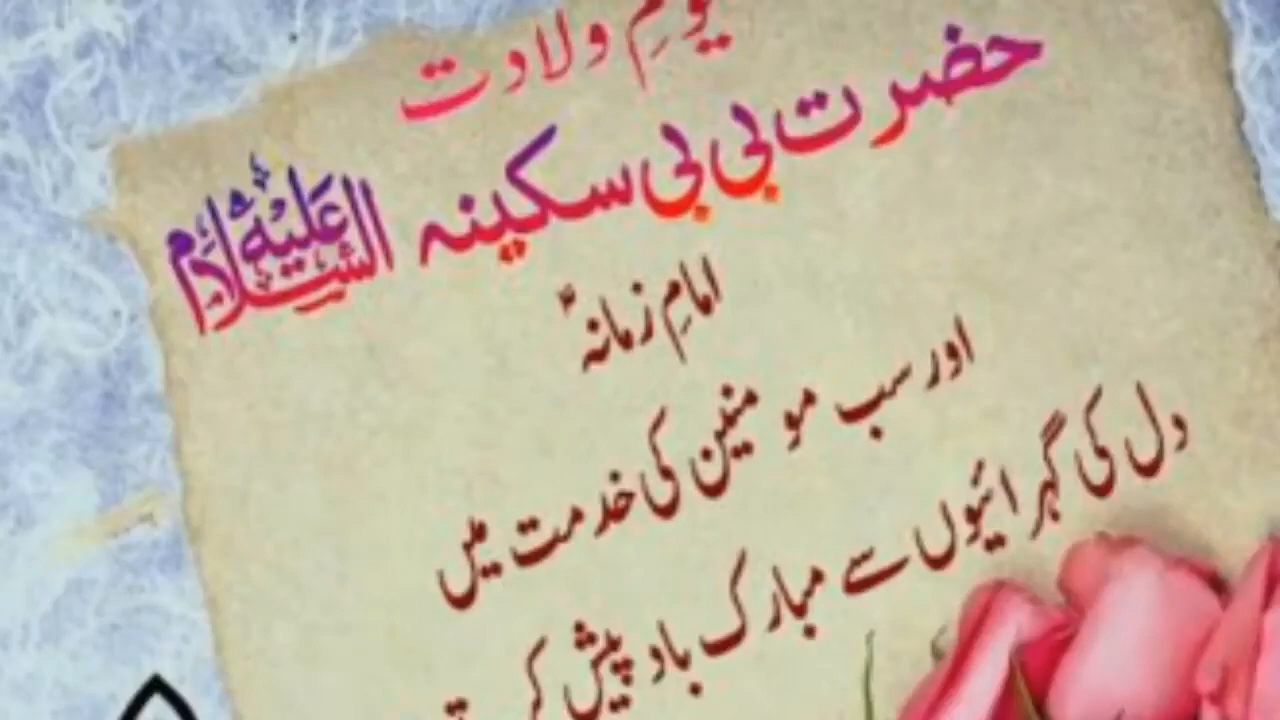 یومِ ولادت
حضرت بی بی سکینہ علیہ السلام
امامِ زمانہؑ
اور سب مومنین کی خدمت میں
دل کی گہرائیوں سے مبارک باد پیش کر